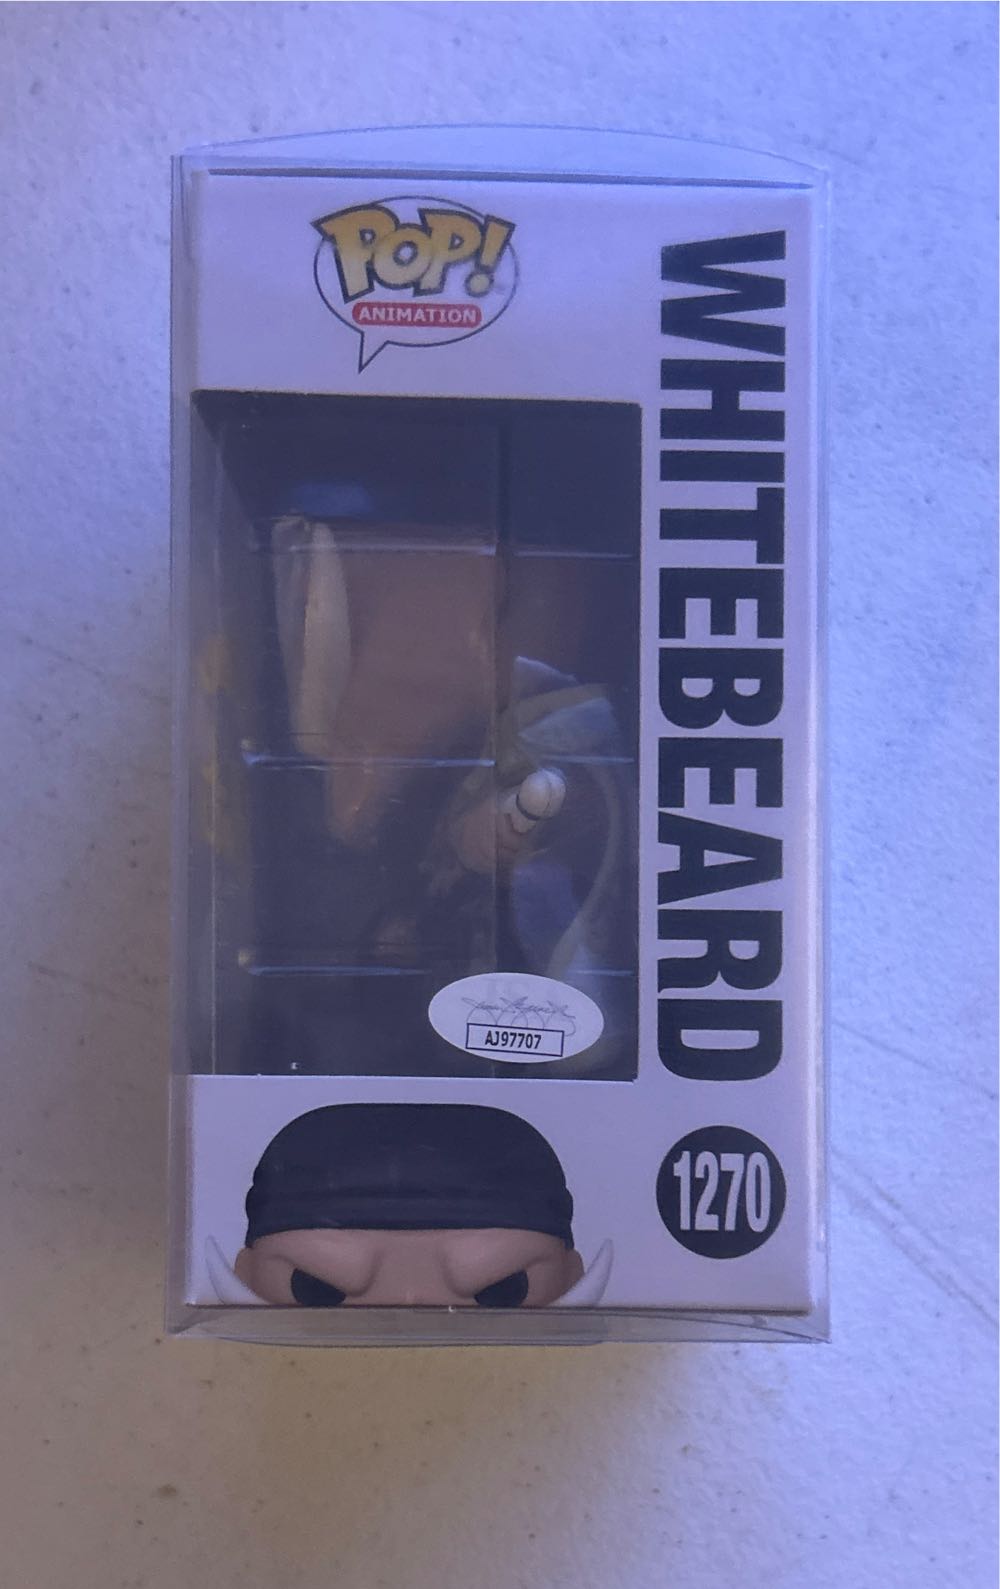 POP!
ANIMATION
WHITEBEARD
AJ97707
1270